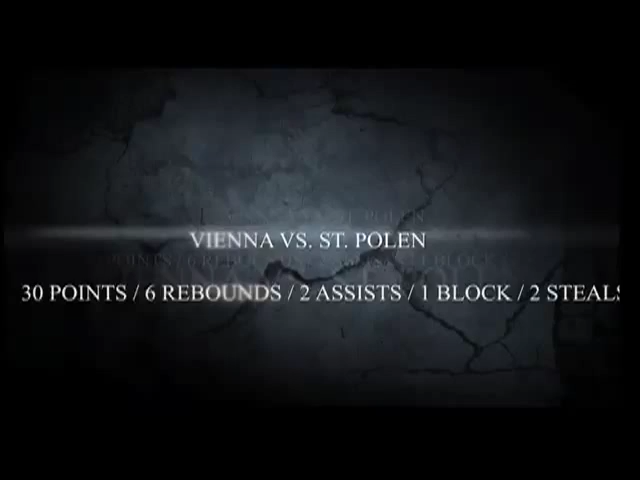 VIENNA VS. ST. POLEN
30 POINTS / 6 REBOUNDS / 2 ASSISTS / 1 BLOCK / 2 STEALS